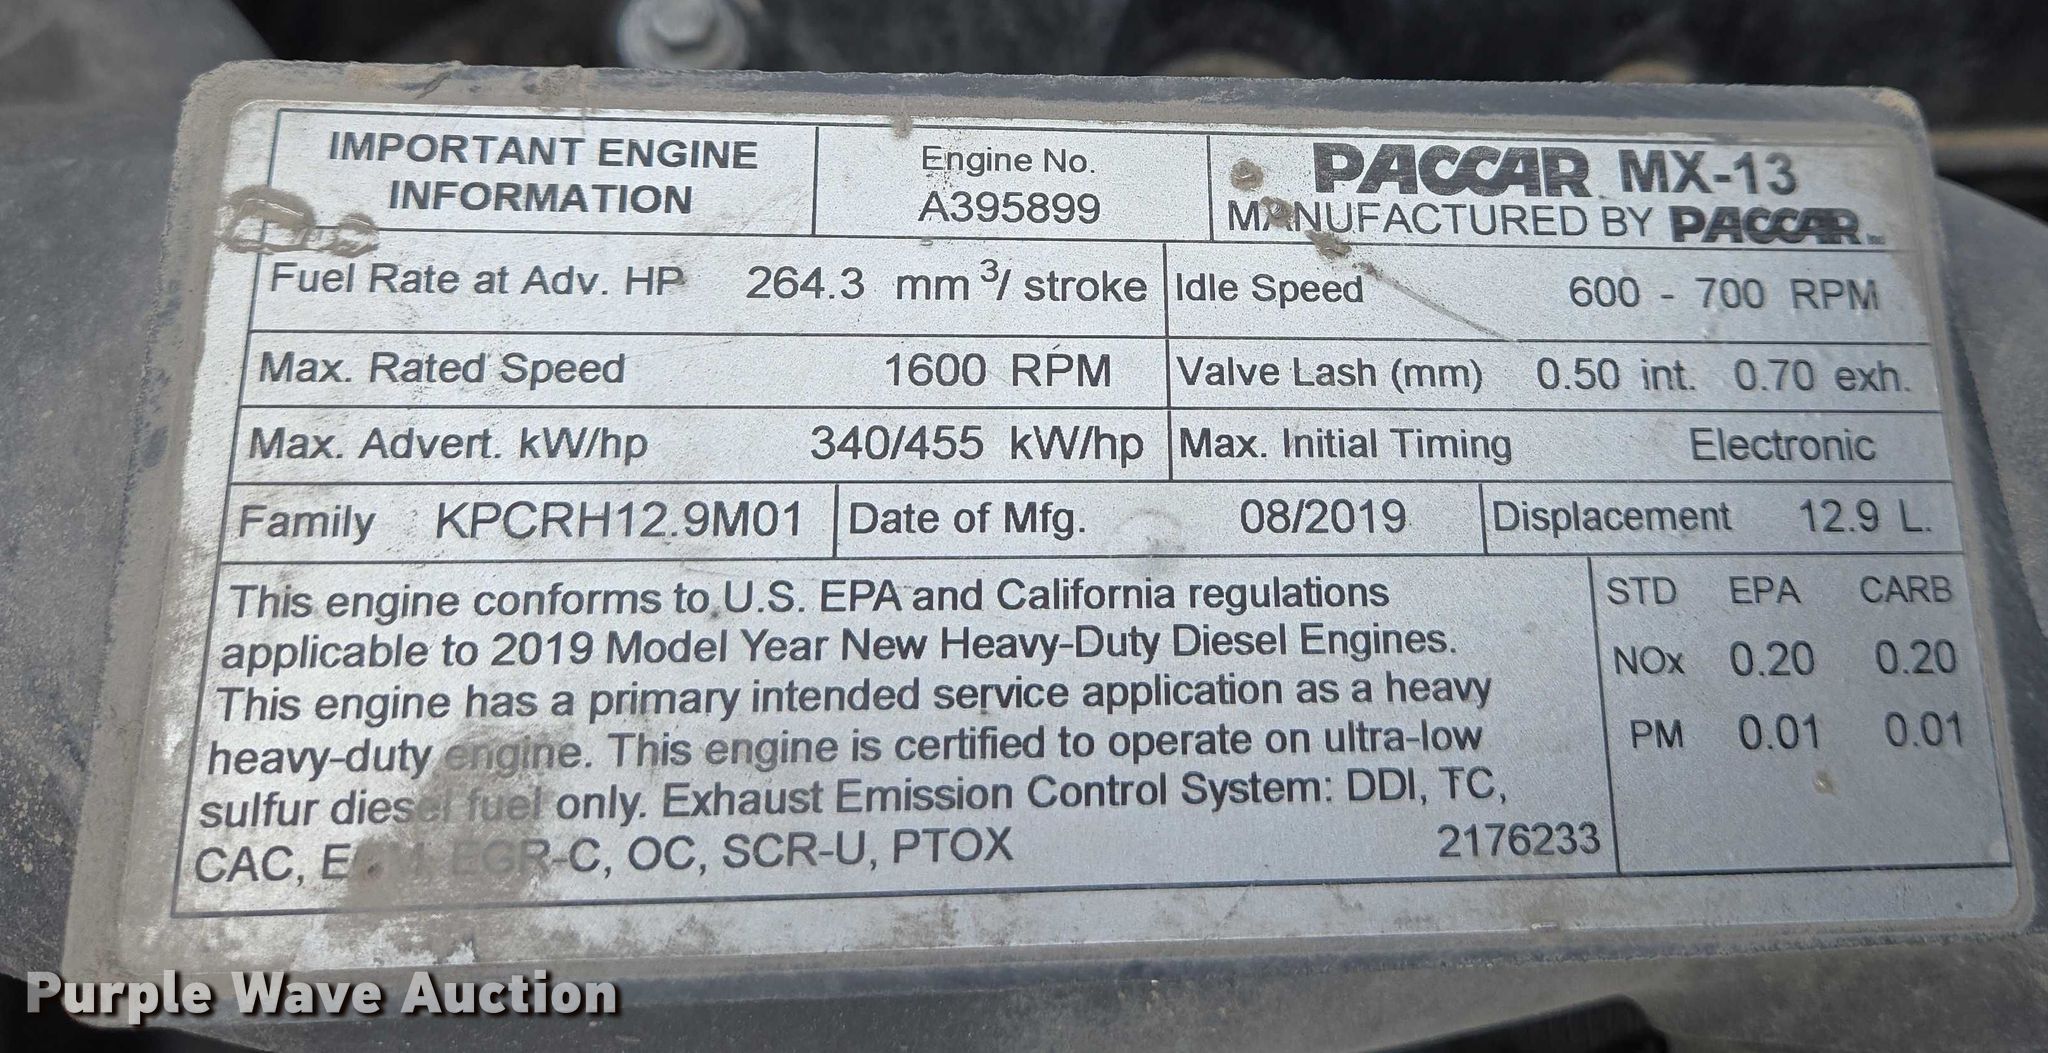 IMPORTANT ENGINE
INFORMATION
Engine No.
A395899
PACCAR MX-13
MANUFACTURED BY PACCAR Inc
Fuel Rate at Adv. HP 264.3 mm³/ stroke
Idle Speed 600 - 700 RPM
Max. Rated Speed 1600 RPM
Valve Lash (mm) 0.50 int. 0.70 exh.
Max. Advert. kW/hp 340/455 kW/hp
Max. Initial Timing Electronic
Family KPCRH12.9M01
Date of Mfg. 08/2019
Displacement 12.9 L.
This engine conforms to U.S. EPA and California regulations
applicable to 2019 Model Year New Heavy-Duty Diesel Engines.
This engine has a primary intended service application as a heavy
heavy-duty engine. This engine is certified to operate on ultra-low
sulfur diesel fuel only. Exhaust Emission Control System: DDI, TC,
CAC, EGR-C, OC, SCR-U, PTOX
2176233
STD EPA CARB
NOx 0.20 0.20
PM 0.01 0.01
Purple Wave Auction